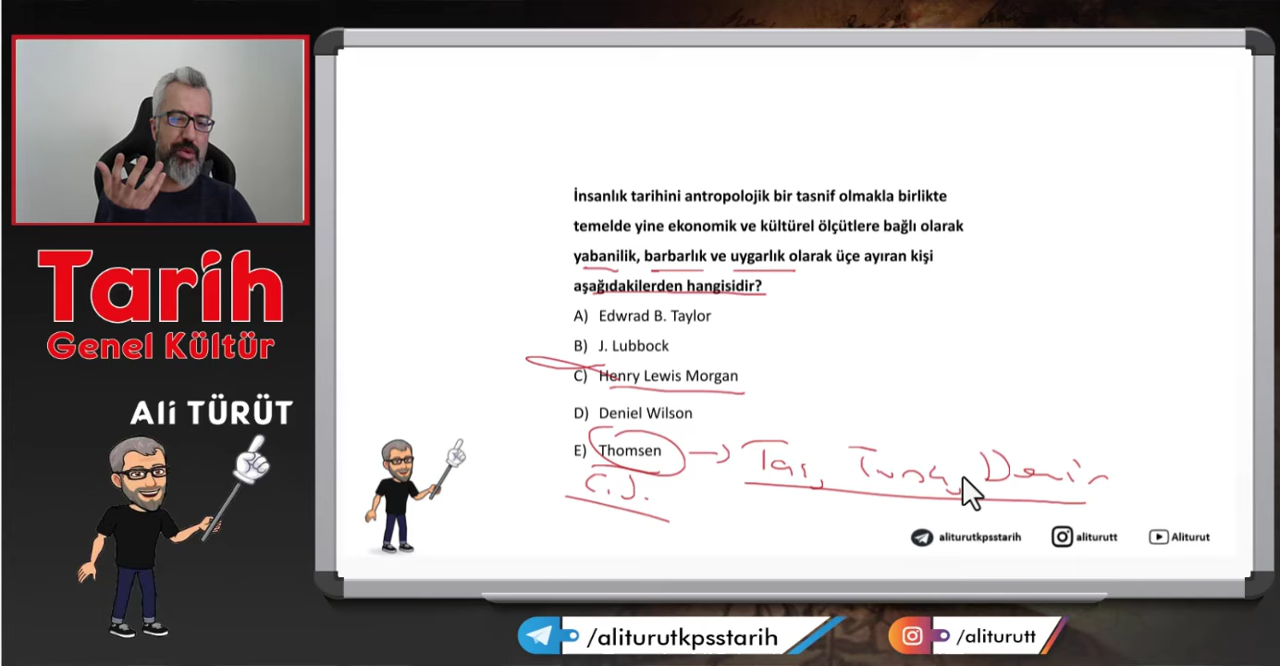 Tarih
Genel Kültür
Ali TÜRÜT
İnsanlık tarihini antropolojik bir tasnif olmakla birlikte
temelde yine ekonomik ve kültürel ölçütlere bağlı olarak
yabanilik, barbarlık ve uygarlık olarak üçe ayıran kişi
aşağıdakilerden hangisidir?
A) Edwrad B. Taylor
B) J. Lubbock
C) Henry Lewis Morgan
D) Deniel Wilson
E) Thomsen → Taş, Tunç, Demir
C.J.
aliturutkpsstarih aliturutt Aliturut
/aliturutkpsstarih /aliturutt